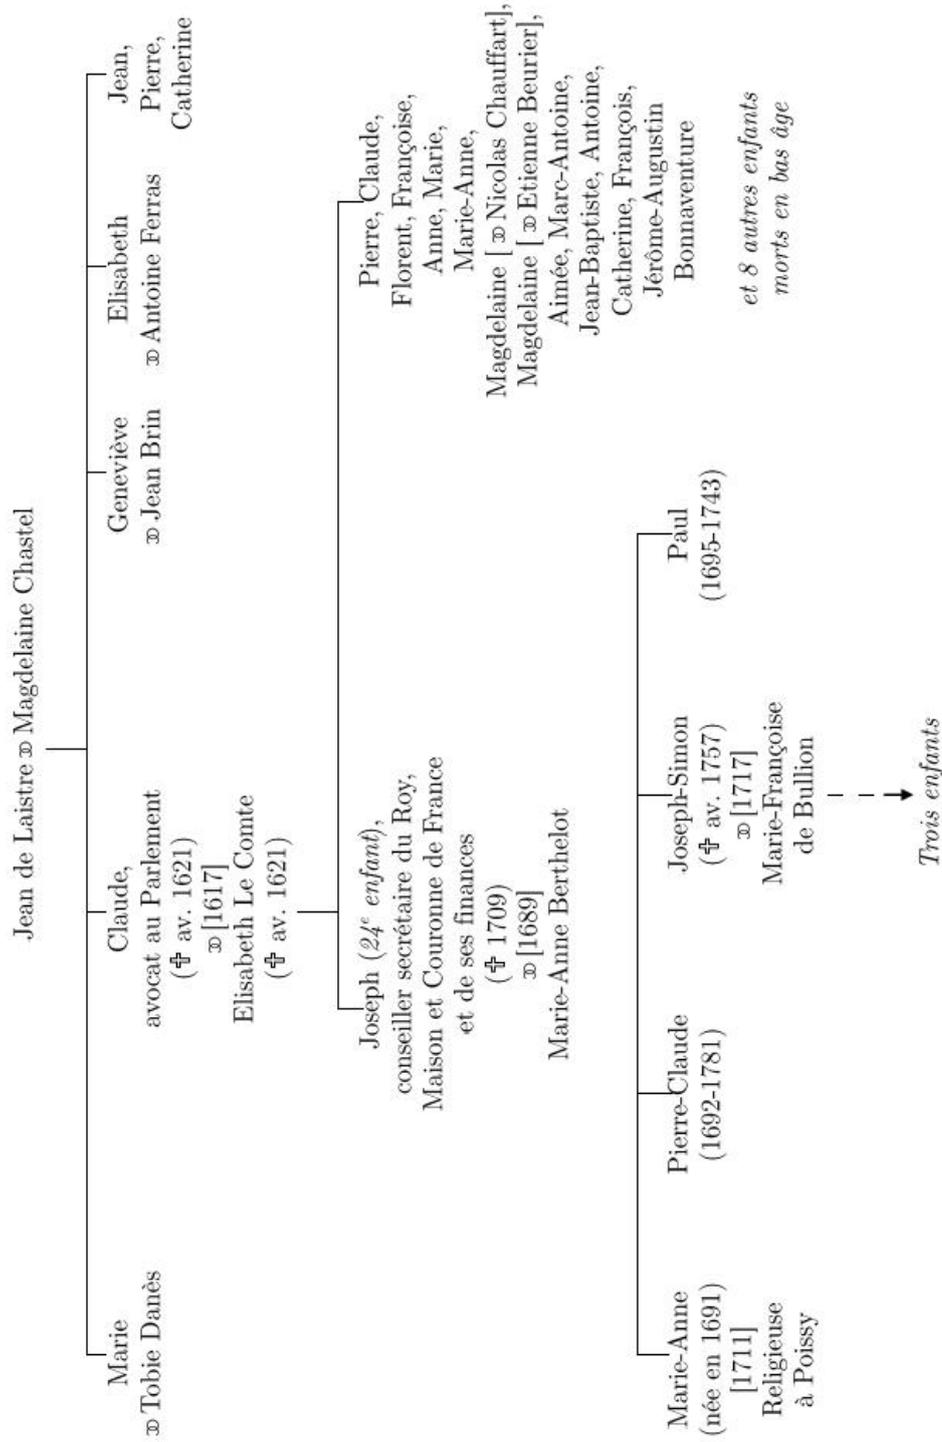 Jean de Laistre ⚭ Magdelaine Chastel
Marie
⚭ Tobie Danès
Claude,
avocat au Parlement
(✞ av. 1621)
⚭ [1617]
Elisabeth Le Comte
(✞ av. 1621)
Geneviève
⚭ Jean Brin
Elisabeth
⚭ Antoine Ferras
Jean,
Pierre,
Catherine
Joseph (24e enfant),
conseiller secrétaire du Roy,
Maison et Couronne de France
et de ses finances
(✞ 1709)
⚭ [1689]
Marie-Anne Berthelot
Pierre, Claude,
Florent, Françoise,
Anne, Marie,
Marie-Anne,
Magdelaine [ ⚭ Nicolas Chauffart],
Magdelaine [ ⚭ Etienne Beurier],
Aimée, Marc-Antoine,
Jean-Baptiste, Antoine,
Catherine, François,
Jérôme-Augustin
Bonnaventure
et 8 autres enfants
morts en bas âge
Marie-Anne
(née en 1691)
[1711]
Religieuse
à Poissy
Pierre-Claude
(1692-1781)
Joseph-Simon
(✞ av. 1757)
⚭ [1717]
Marie-Françoise
de Bullion
Paul
(1695-1743)
Trois enfants